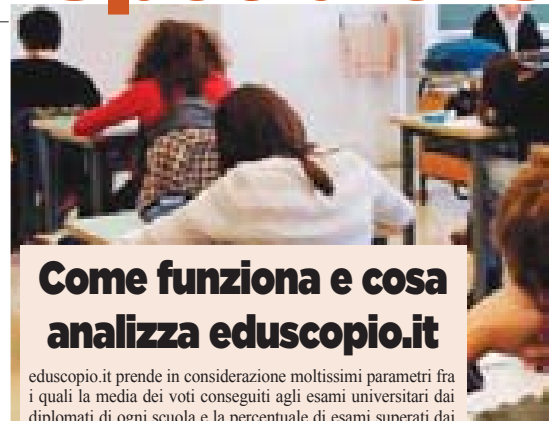 Come funziona e cosa
analizza eduscopio.it
eduscopio.it prende in considerazione moltissimi parametri fra
i quali la media dei voti conseguiti agli esami universitari dai
diplomati di ogni scuola e la percentuale di esami superati dai